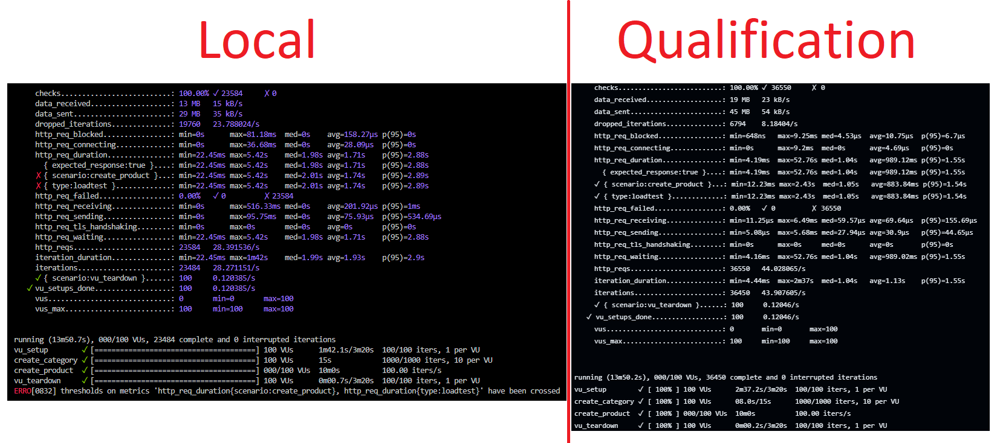 Local
checks..........................: 100.00% ✓ 23584     ✗ 0
data_received...................: 13 MB   15 kB/s
data_sent.......................: 29 MB   35 kB/s
dropped_iterations..............: 19760   23.788024/s
http_req_blocked................: min=0s      max=81.18ms  med=0s    avg=158.27µs p(95)=0s
http_req_connecting.............: min=0s      max=36.68ms  med=0s    avg=28.09µs  p(95)=0s
http_req_duration...............: min=22.45ms max=5.42s    med=1.98s avg=1.71s    p(95)=2.88s
{ expected_response:true }....: min=22.45ms max=5.42s    med=1.98s avg=1.71s    p(95)=2.88s
✗ { scenario:create_product }...: min=22.45ms max=5.42s    med=2.01s avg=1.74s    p(95)=2.89s
✗ { type:loadtest }.............: min=22.45ms max=5.42s    med=2.01s avg=1.74s    p(95)=2.89s
http_req_failed.................: 0.00%   ✓ 0         ✗ 23584
http_req_receiving..............: min=0s      max=516.33ms med=0s    avg=201.92µs p(95)=1ms
http_req_sending................: min=0s      max=95.75ms  med=0s    avg=75.93µs  p(95)=534.69µs
http_req_tls_handshaking........: min=0s      max=0s       med=0s    avg=0s       p(95)=0s
http_req_waiting................: min=22.45ms max=5.42s    med=1.98s avg=1.71s    p(95)=2.88s
http_reqs.......................: 23584   28.391536/s
iteration_duration..............: min=22.45ms max=1m42s    med=1.99s avg=1.93s    p(95)=2.9s
iterations......................: 23484   28.271151/s
✓ { scenario:vu_teardown }......: 100     0.120385/s
✓ vu_setups_done..................: 100     0.120385/s
vus.............................: 0       min=0       max=100
vus_max.........................: 100     min=100     max=100
running (13m50.7s), 000/100 VUs, 23484 complete and 0 interrupted iterations
vu_setup        ✓ [======================================] 100 VUs      1m42.1s/3m20s  100/100 iters, 1 per VU
create_category ✓ [======================================] 100 VUs      15s            1000/1000 iters, 10 per VU
create_product  ✓ [======================================] 000/100 VUs  10m0s          100.00 iters/s
vu_teardown     ✓ [======================================] 100 VUs      0m00.7s/3m20s  100/100 iters, 1 per VU
ERRO[0832] thresholds on metrics 'http_req_duration{scenario:create_product}, http_req_duration{type:loadtest}' have been crossed
Qualification
checks..........................: 100.00% ✓ 36550     ✗ 0
data_received...................: 19 MB   23 kB/s
data_sent.......................: 45 MB   54 kB/s
dropped_iterations..............: 6794    8.18404/s
http_req_blocked................: min=648ns   max=9.25ms med=4.53µs  avg=10.75µs  p(95)=6.7µs
http_req_connecting.............: min=0s      max=9.2ms  med=0s      avg=4.69µs   p(95)=0s
http_req_duration...............: min=4.19ms  max=52.76s med=1.04s   avg=989.12ms p(95)=1.55s
{ expected_response:true }....: min=4.19ms  max=52.76s med=1.04s   avg=989.12ms p(95)=1.55s
✓ { scenario:create_product }...: min=12.23ms max=2.43s  med=1.05s   avg=883.84ms p(95)=1.54s
✓ { type:loadtest }.............: min=12.23ms max=2.43s  med=1.05s   avg=883.84ms p(95)=1.54s
http_req_failed.................: 0.00%   ✓ 0         ✗ 36550
http_req_receiving..............: min=11.25µs max=6.49ms med=59.57µs avg=69.64µs  p(95)=155.69µs
http_req_sending................: min=5.08µs  max=5.68ms med=27.94µs avg=30.9µs   p(95)=44.65µs
http_req_tls_handshaking........: min=0s      max=0s     med=0s      avg=0s       p(95)=0s
http_req_waiting................: min=4.16ms  max=52.76s med=1.04s   avg=989.02ms p(95)=1.55s
http_reqs.......................: 36550   44.028065/s
iteration_duration..............: min=4.44ms  max=2m37s  med=1.04s   avg=1.13s    p(95)=1.55s
iterations......................: 36450   43.907605/s
✓ { scenario:vu_teardown }......: 100     0.12046/s
✓ vu_setups_done..................: 100     0.12046/s
vus.............................: 0       min=0       max=100
vus_max.........................: 100     min=100     max=100
running (13m50.2s), 000/100 VUs, 36450 complete and 0 interrupted iterations
vu_setup        ✓ [ 100% ] 100 VUs      2m37.2s/3m20s  100/100 iters, 1 per VU
create_category ✓ [ 100% ] 100 VUs      08.0s/15s      1000/1000 iters, 10 per VU
create_product  ✓ [ 100% ] 000/100 VUs  10m0s          100.00 iters/s
vu_teardown     ✓ [ 100% ] 100 VUs      0m00.2s/3m20s  100/100 iters, 1 per VU